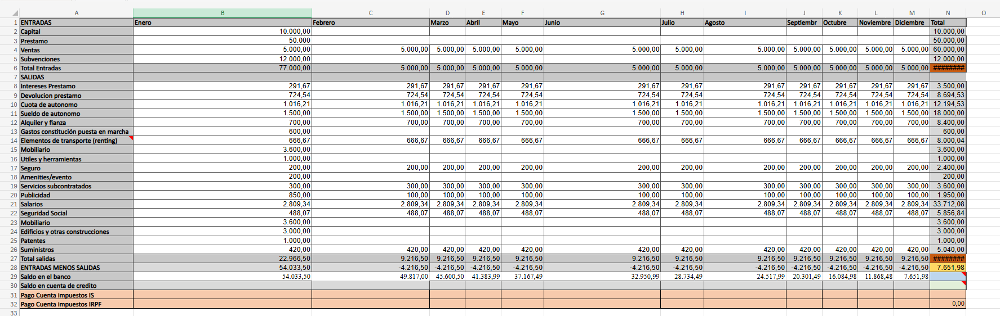 A B C D E F G H I J K L M N O
1 ENTRADAS Enero Febrero Marzo Abril Mayo Junio Julio Agosto Septiembr Octubre Noviembre Diciembre Total
2 Capital 10.000,00 10.000,00
3 Prestamo 50.000 50.000,00
4 Ventas 5.000,00 5.000,00 5.000,00 5.000,00 5.000,00 5.000,00 5.000,00 5.000,00 5.000,00 5.000,00 5.000,00 5.000,00 60.000,00
5 Subvenciones 12.000,00 12.000,00
6 Total Entradas 77.000,00 5.000,00 5.000,00 5.000,00 5.000,00 5.000,00 5.000,00 5.000,00 5.000,00 5.000,00 5.000,00 5.000,00 ########
7 SALIDAS
8 Intereses Prestamo 291,67 291,67 291,67 291,67 291,67 291,67 291,67 291,67 291,67 291,67 291,67 291,67 3.500,00
9 Devolucion prestamo 724,54 724,54 724,54 724,54 724,54 724,54 724,54 724,54 724,54 724,54 724,54 724,54 8.694,53
10 Cuota de autonomo 1.016,21 1.016,21 1.016,21 1.016,21 1.016,21 1.016,21 1.016,21 1.016,21 1.016,21 1.016,21 1.016,21 1.016,21 12.194,53
11 Sueldo de autonomo 1.500,00 1.500,00 1.500,00 1.500,00 1.500,00 1.500,00 1.500,00 1.500,00 1.500,00 1.500,00 1.500,00 1.500,00 18.000,00
12 Alquiler y fianza 700,00 700,00 700,00 700,00 700,00 700,00 700,00 700,00 700,00 700,00 700,00 700,00 8.400,00
13 Gastos constitución puesta en marcha 600,00 600,00
14 Elementos de transporte (renting) 666,67 666,67 666,67 666,67 666,67 666,67 666,67 666,67 666,67 666,67 666,67 666,67 8.000,04
15 Mobiliario 3.600,00 3.600,00
16 Utiles y herramientas 1.000,00 1.000,00
17 Seguro 200,00 200,00 200,00 200,00 200,00 200,00 200,00 200,00 200,00 200,00 200,00 200,00 2.400,00
18 Amenities/evento 200,00 200,00
19 Servicios subcontratados 300,00 300,00 300,00 300,00 300,00 300,00 300,00 300,00 300,00 300,00 300,00 300,00 3.600,00
20 Publicidad 850,00 100,00 100,00 100,00 100,00 100,00 100,00 100,00 100,00 100,00 100,00 100,00 1.950,00
21 Salarios 2.809,34 2.809,34 2.809,34 2.809,34 2.809,34 2.809,34 2.809,34 2.809,34 2.809,34 2.809,34 2.809,34 2.809,34 33.712,08
22 Seguridad Social 488,07 488,07 488,07 488,07 488,07 488,07 488,07 488,07 488,07 488,07 488,07 488,07 5.856,84
23 Mobiliario 3.600,00 3.600,00
24 Edificios y otras construcciones 3.000,00 3.000,00
25 Patentes 1.000,00 1.000,00
26 Suministros 420,00 420,00 420,00 420,00 420,00 420,00 420,00 420,00 420,00 420,00 420,00 420,00 5.040,00
27 Total salidas 22.966,50 9.216,50 9.216,50 9.216,50 9.216,50 9.216,50 9.216,50 9.216,50 9.216,50 9.216,50 9.216,50 9.216,50 ########
28 ENTRADAS MENOS SALIDAS 54.033,50 -4.216,50 -4.216,50 -4.216,50 -4.216,50 -4.216,50 -4.216,50 -4.216,50 -4.216,50 -4.216,50 -4.216,50 -4.216,50 7.651,98
29 Saldo en el banco 54.033,50 49.817,00 45.600,50 41.383,99 37.167,49 32.950,99 28.734,49 24.517,99 20.301,49 16.084,98 11.868,48 7.651,98
30 Saldo en cuenta de credito
31 Pago Cuenta impuestos IS
32 Pago Cuenta impuestos IRPF 0,00
33